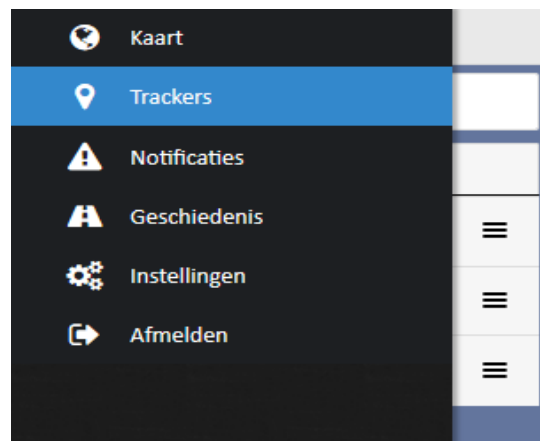 Kaart
Trackers
Notificaties
Geschiedenis
Instellingen
Afmelden